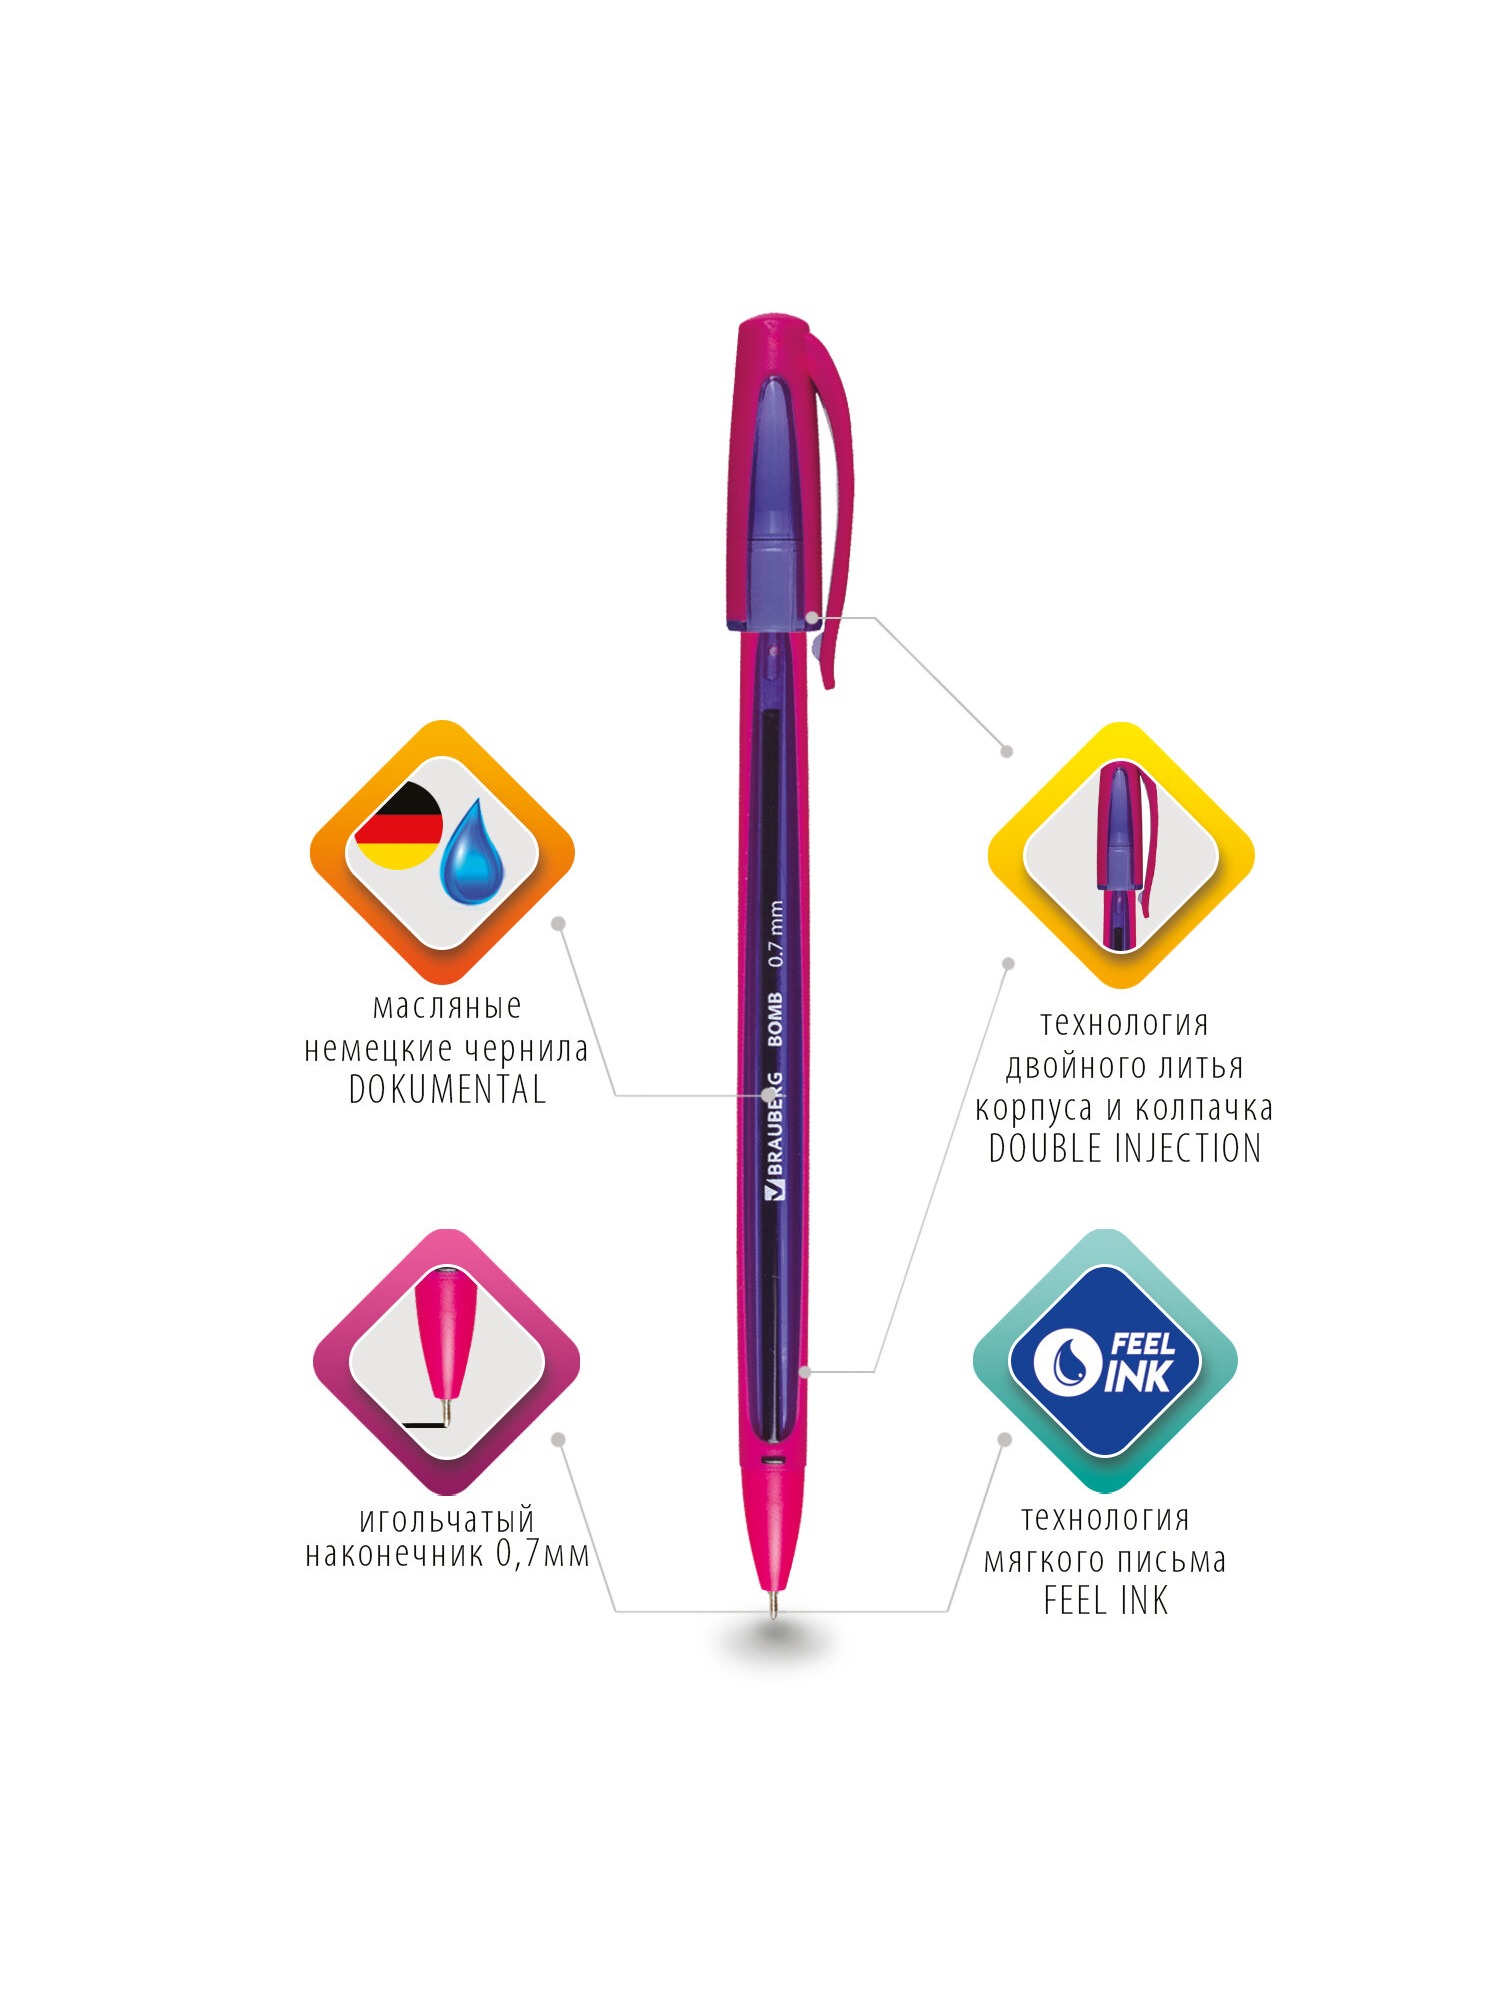 масляные
немецкие чернила
DOKUMENTAL
технология
двойного литья
корпуса и колпачка
DOUBLE INJECTION
BRAUBERG BOMB 0.7 mm
игольчатый
наконечник 0,7мм
FEEL
INK
технология
мягкого письма
FEEL INK